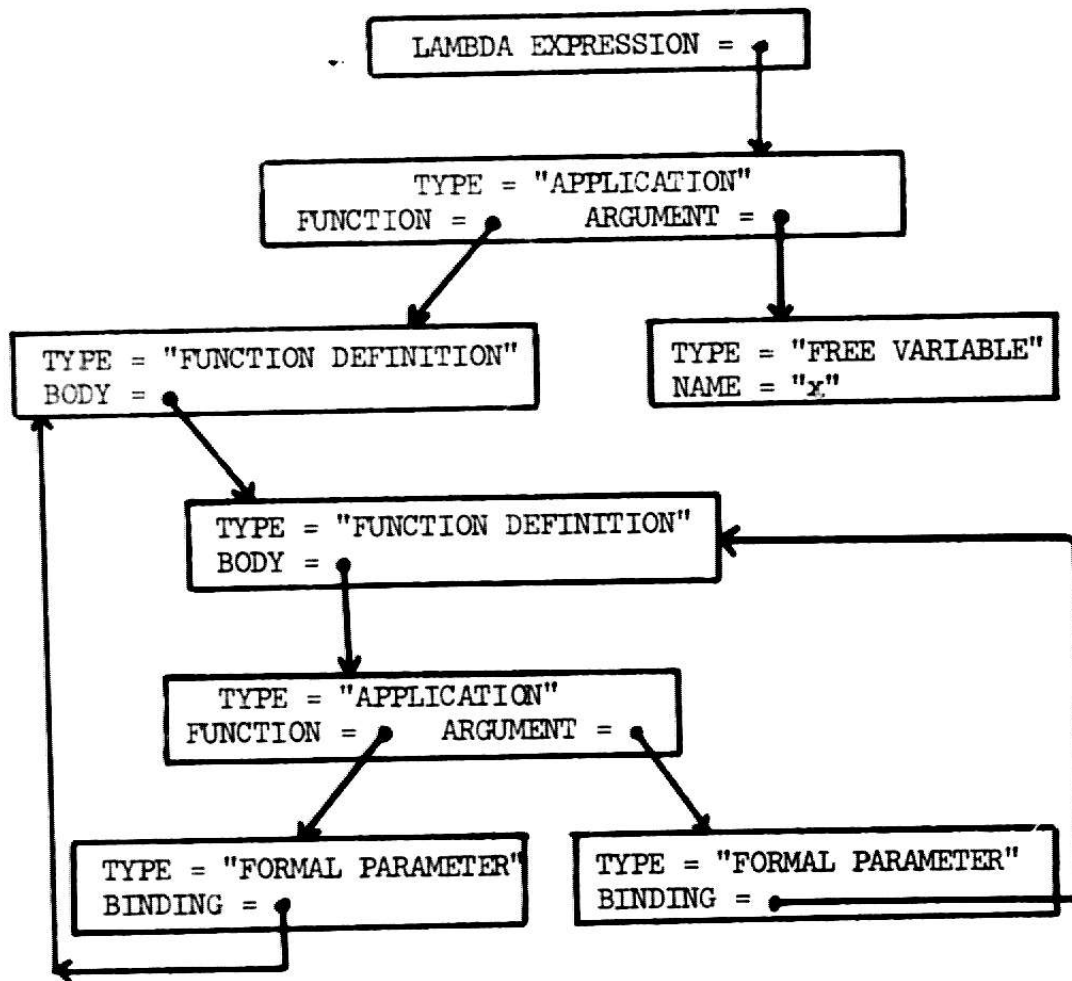 LAMBDA EXPRESSION =
TYPE = "APPLICATION"
FUNCTION = ARGUMENT =
TYPE = "FUNCTION DEFINITION"
BODY =
TYPE = "FREE VARIABLE"
NAME = "x"
TYPE = "FUNCTION DEFINITION"
BODY =
TYPE = "APPLICATION"
FUNCTION = ARGUMENT =
TYPE = "FORMAL PARAMETER"
BINDING =
TYPE = "FORMAL PARAMETER"
BINDING =